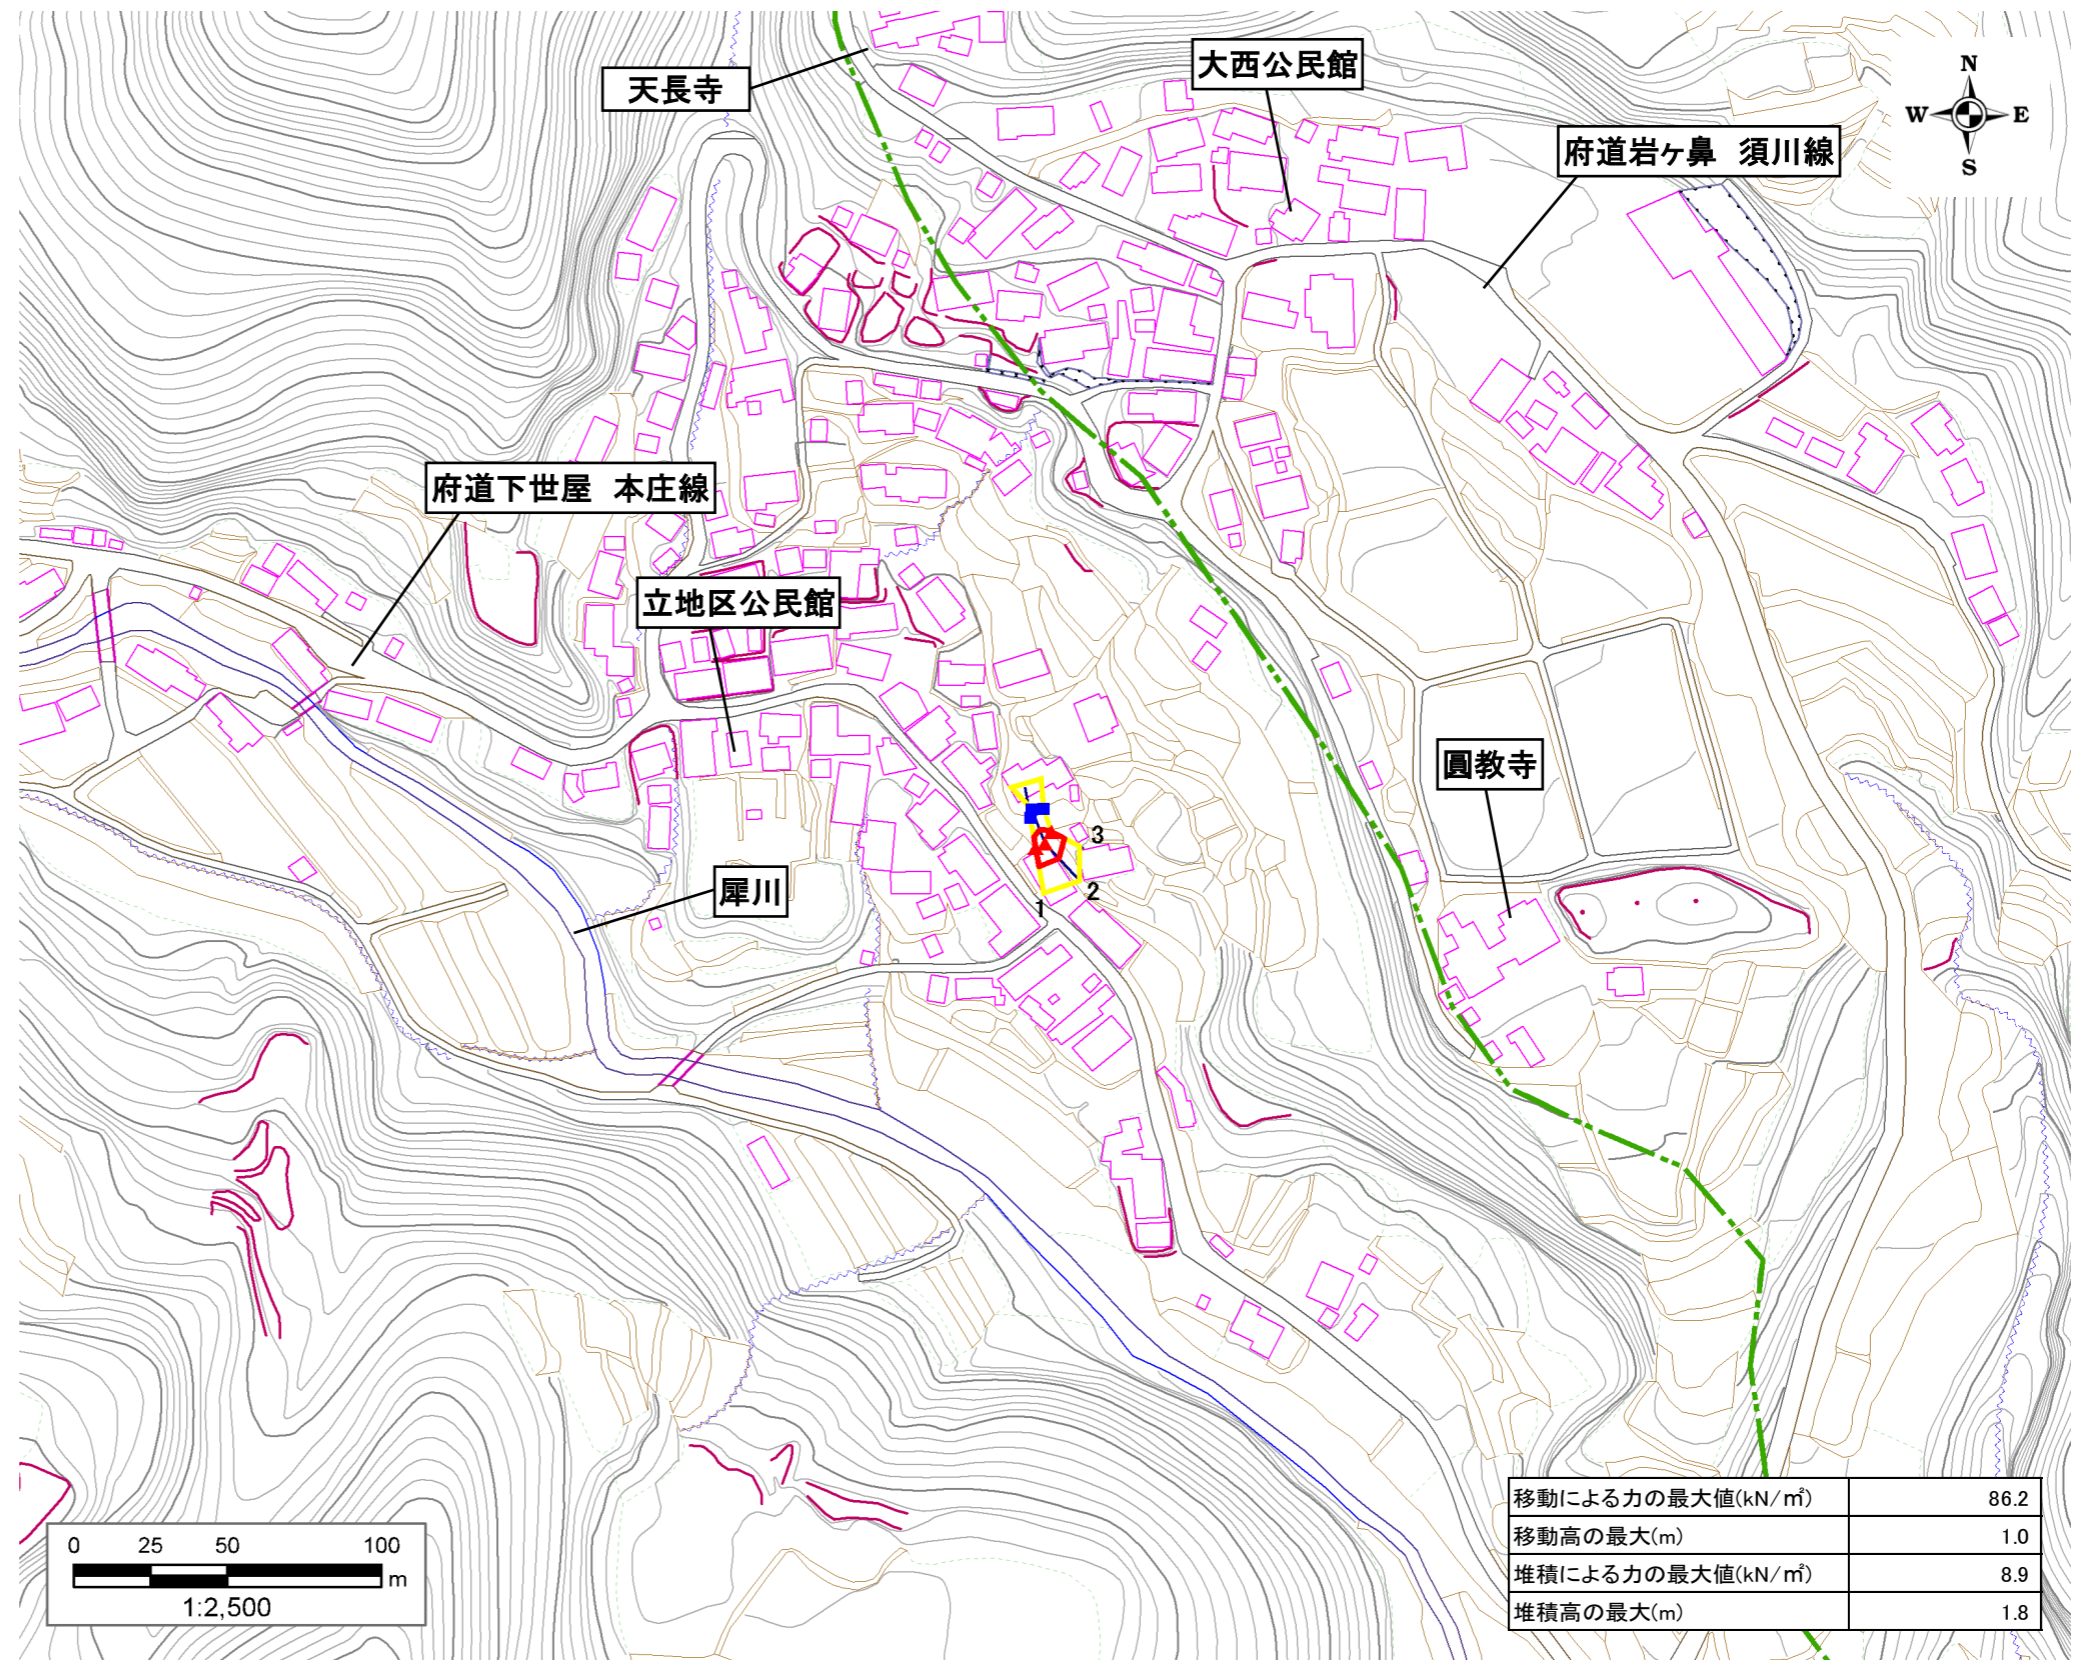 天長寺
大西公民館
N
W E
S
府道岩ヶ鼻 須川線
府道下世屋 本庄線
立地区公民館
圓教寺
犀川
3
2
1
0 25 50 100
m
1:2,500
移動による力の最大値(kN/㎡) 86.2
移動高の最大(m) 1.0
堆積による力の最大値(kN/㎡) 8.9
堆積高の最大(m) 1.8